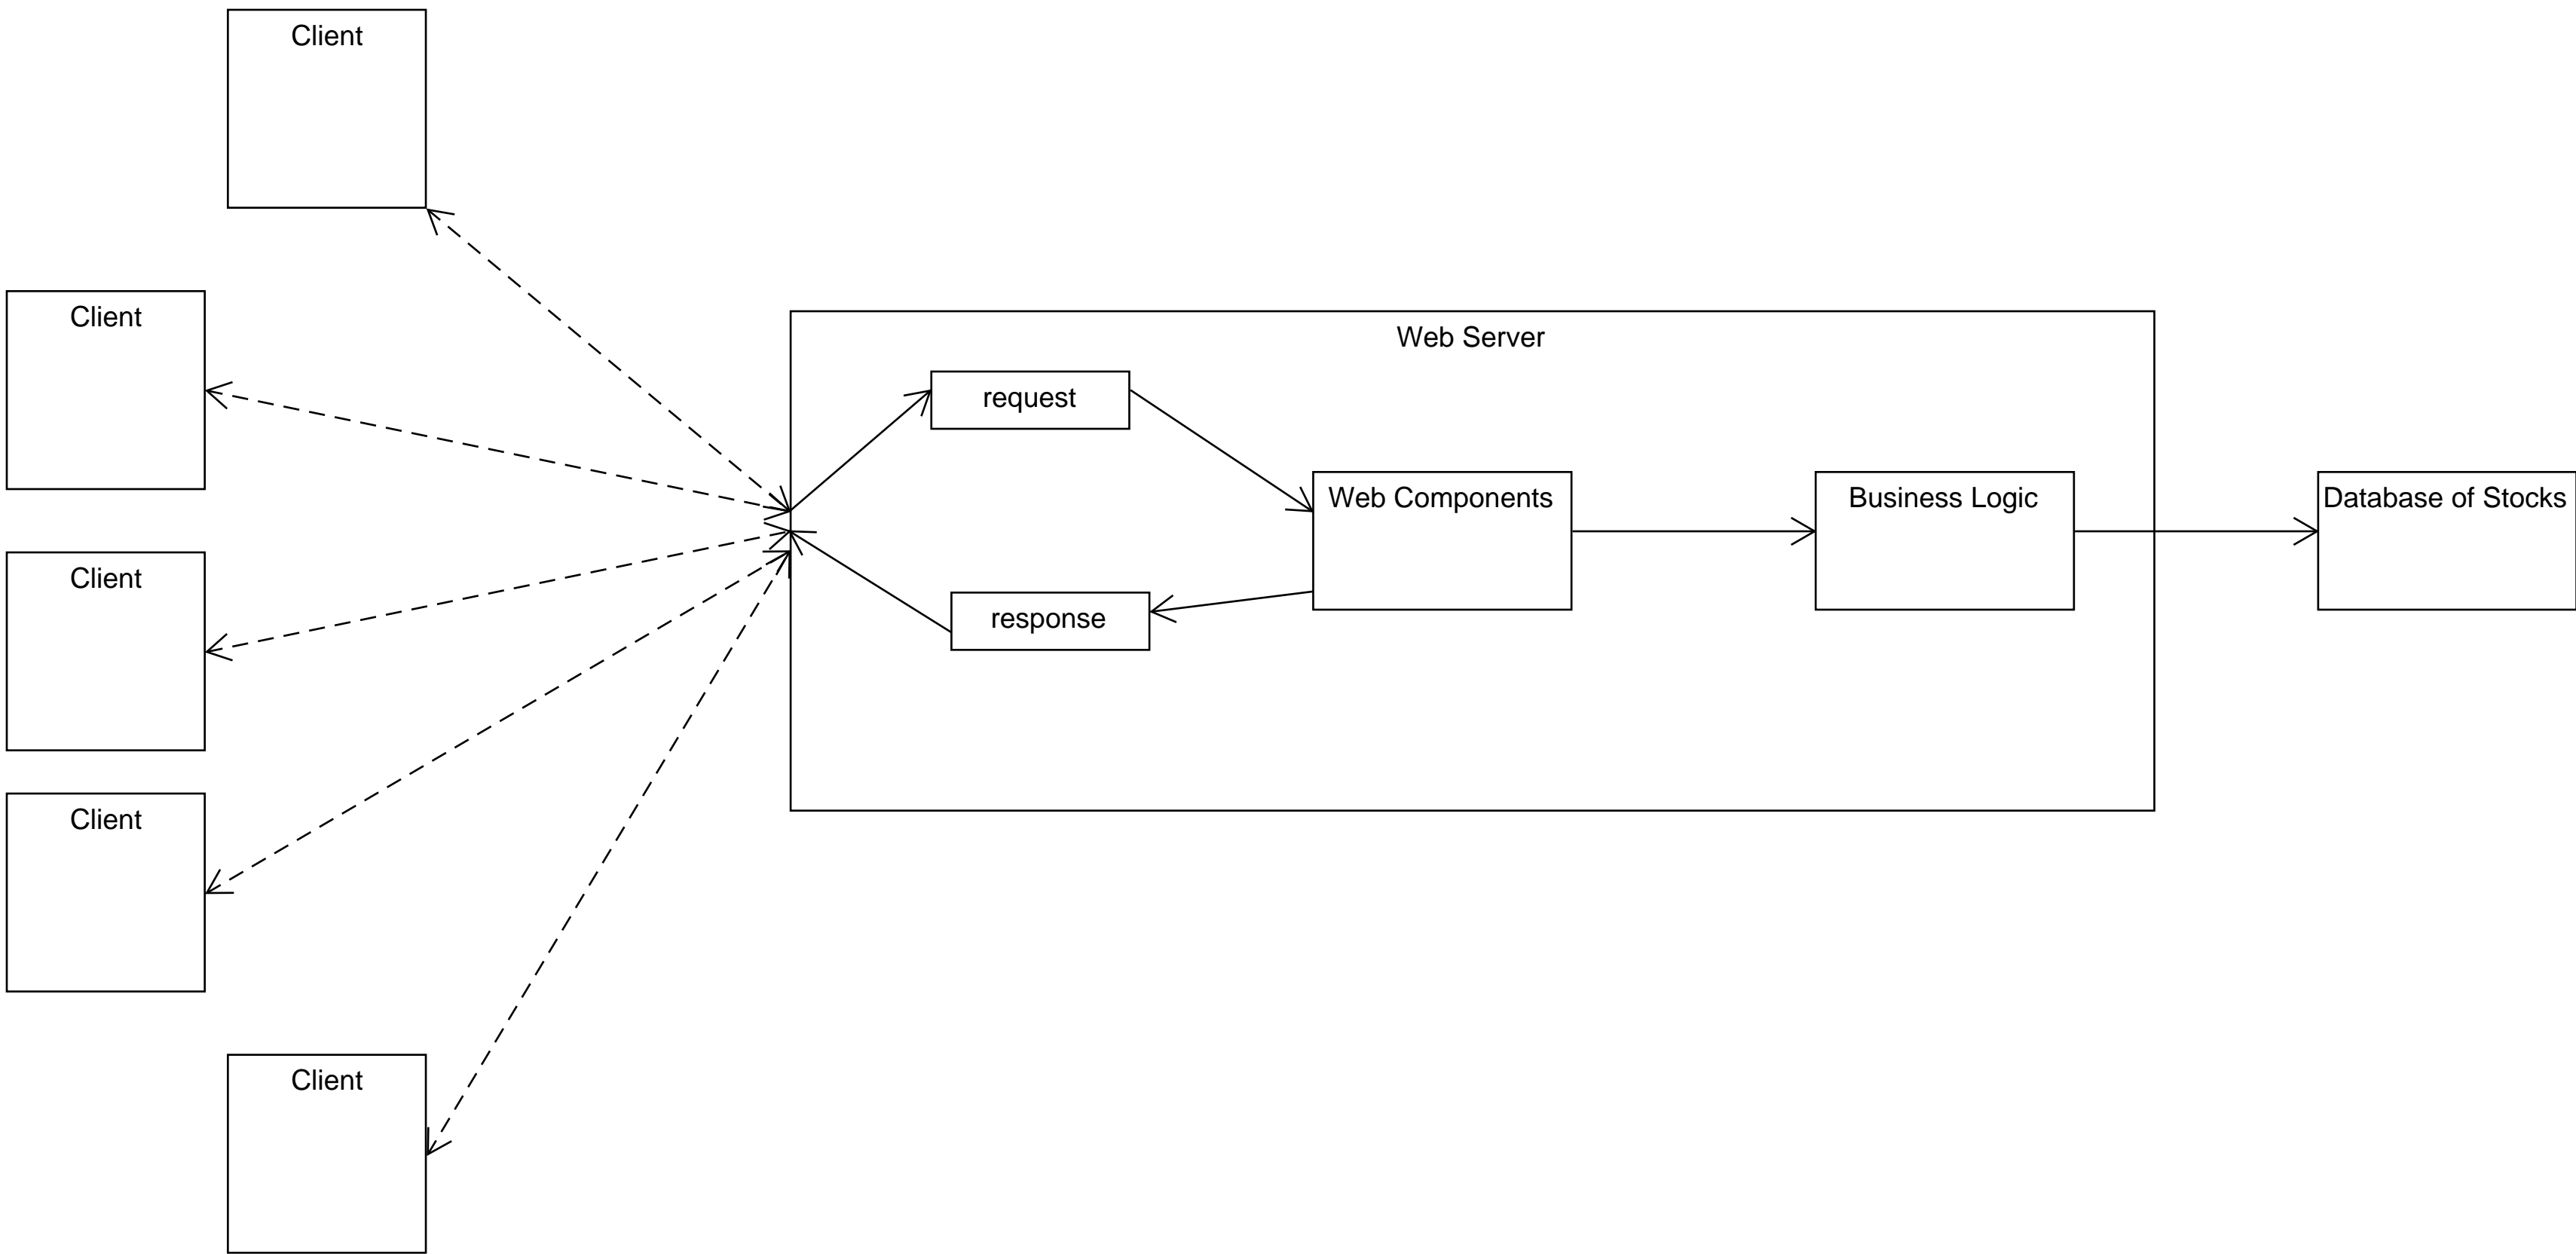 Client
Client
Web Server
request
Web Components
Business Logic
Database of Stocks
Client
response
Client
Client